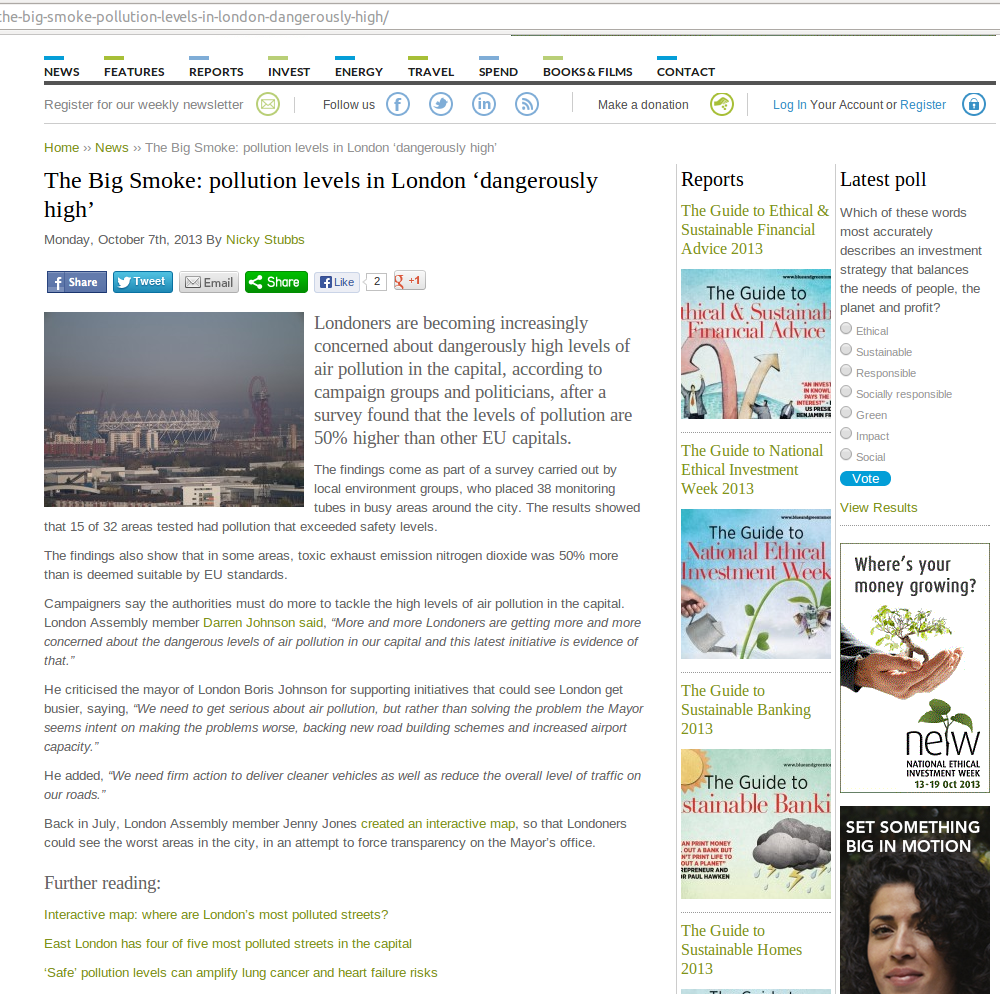 the-big-smoke-pollution-levels-in-london-dangerously-high/
NEWS FEATURES REPORTS INVEST ENERGY TRAVEL SPEND BOOKS & FILMS CONTACT
Register for our weekly newsletter Follow us Make a donation Log In Your Account or Register
Home ›› News ›› The Big Smoke: pollution levels in London ‘dangerously high’
The Big Smoke: pollution levels in London ‘dangerously
high’
Monday, October 7th, 2013 By Nicky Stubbs
Share Tweet Email Share Like 2 +1
Londoners are becoming increasingly
concerned about dangerously high levels of
air pollution in the capital, according to
campaign groups and politicians, after a
survey found that the levels of pollution are
50% higher than other EU capitals.
The findings come as part of a survey carried out by
local environment groups, who placed 38 monitoring
tubes in busy areas around the city. The results showed
that 15 of 32 areas tested had pollution that exceeded safety levels.
The findings also show that in some areas, toxic exhaust emission nitrogen dioxide was 50% more
than is deemed suitable by EU standards.
Campaigners say the authorities must do more to tackle the high levels of air pollution in the capital.
London Assembly member Darren Johnson said, “More and more Londoners are getting more and more
concerned about the dangerous levels of air pollution in our capital and this latest initiative is evidence of
that.”
He criticised the mayor of London Boris Johnson for supporting initiatives that could see London get
busier, saying, “We need to get serious about air pollution, but rather than solving the problem the Mayor
seems intent on making the problems worse, backing new road building schemes and increased airport
capacity.”
He added, “We need firm action to deliver cleaner vehicles as well as reduce the overall level of traffic on
our roads.”
Back in July, London Assembly member Jenny Jones created an interactive map, so that Londoners
could see the worst areas in the city, in an attempt to force transparency on the Mayor’s office.
Further reading:
Interactive map: where are London’s most polluted streets?
East London has four of five most polluted streets in the capital
‘Safe’ pollution levels can amplify lung cancer and heart failure risks
Reports
The Guide to Ethical &
Sustainable Financial
Advice 2013
The Guide to
thical & Sustainab
Financial Advice
"AN INVEST
IN KNOWL
PAYS THE
INTEREST" -
US PRESID
BENJAMIN FR
The Guide to National
Ethical Investment
Week 2013
The Guide to
National Ethical
Investment Week
The Guide to
Sustainable Banking
2013
The Guide to
stainable Banki
AN PRINT MONEY
OUT A BANK BUT
N'T PRINT LIFE TO
OUT A PLANET"
REPRENEUR AND
R PAUL HAWKEN
The Guide to
Sustainable Homes
2013
Latest poll
Which of these words
most accurately
describes an investment
strategy that balances
the needs of people, the
planet and profit?
Ethical
Sustainable
Responsible
Socially responsible
Green
Impact
Social
Vote
View Results
Where's your
money growing?
neiw
NATIONAL ETHICAL
INVESTMENT WEEK
13-19 Oct 2013
SET SOMETHING
BIG IN MOTION